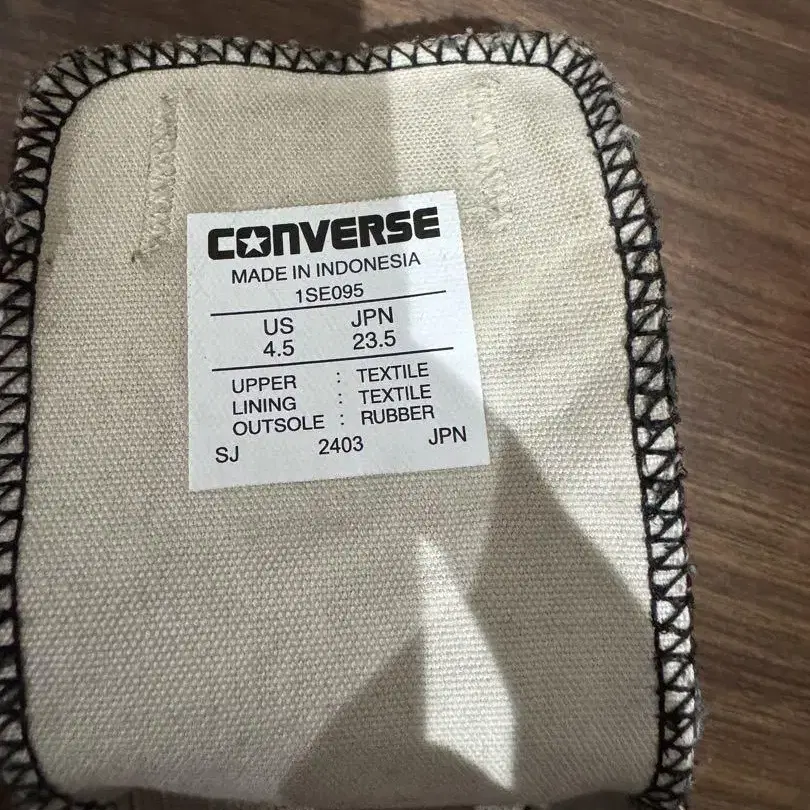 CONVERSE
MADE IN INDONESIA
1SE095
US JPN
4.5 23.5
UPPER : TEXTILE
LINING : TEXTILE
OUTSOLE : RUBBER
SJ 2403 JPN